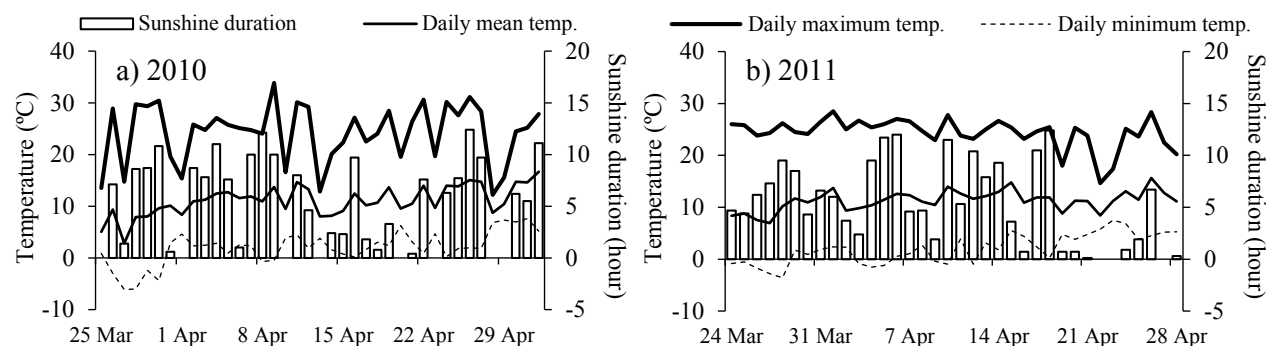 Sunshine duration
Daily mean temp.
Daily maximum temp.
Daily minimum temp.
a) 2010
Temperature (ºC)
40
30
20
10
0
-10
20
15
10
5
0
-5
Sunshine duration (hour)
25 Mar
1 Apr
8 Apr
15 Apr
22 Apr
29 Apr
b) 2011
Temperature (ºC)
40
30
20
10
0
-10
20
15
10
5
0
-5
Sunshine duration (hour)
24 Mar
31 Mar
7 Apr
14 Apr
21 Apr
28 Apr